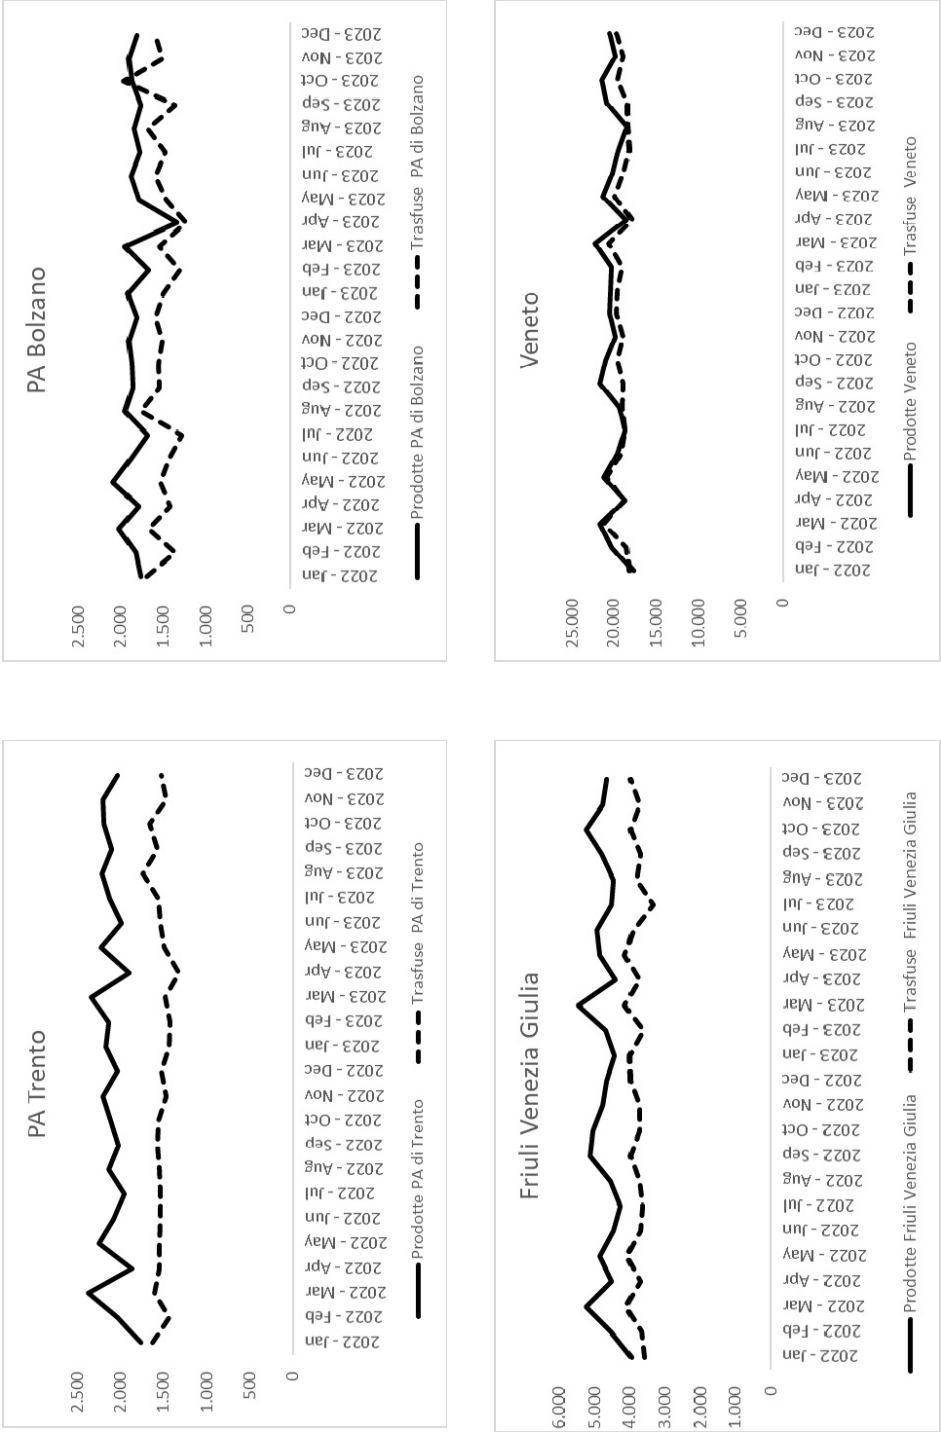 PA Trento
2.500
2.000
1.500
1.000
500
0
2022 - Jan
2022 - Feb
2022 - Mar
2022 - Apr
2022 - May
2022 - Jun
2022 - Jul
2022 - Aug
2022 - Sep
2022 - Oct
2022 - Nov
2022 - Dec
2023 - Jan
2023 - Feb
2023 - Mar
2023 - Apr
2023 - May
2023 - Jun
2023 - Jul
2023 - Aug
2023 - Sep
2023 - Oct
2023 - Nov
2023 - Dec
Prodotte PA di Trento
Trasfuse PA di Trento
PA Bolzano
2.500
2.000
1.500
1.000
500
0
2022 - Jan
2022 - Feb
2022 - Mar
2022 - Apr
2022 - May
2022 - Jun
2022 - Jul
2022 - Aug
2022 - Sep
2022 - Oct
2022 - Nov
2022 - Dec
2023 - Jan
2023 - Feb
2023 - Mar
2023 - Apr
2023 - May
2023 - Jun
2023 - Jul
2023 - Aug
2023 - Sep
2023 - Oct
2023 - Nov
2023 - Dec
Prodotte PA di Bolzano
Trasfuse PA di Bolzano
Friuli Venezia Giulia
6.000
5.000
4.000
3.000
2.000
1.000
0
2022 - Jan
2022 - Feb
2022 - Mar
2022 - Apr
2022 - May
2022 - Jun
2022 - Jul
2022 - Aug
2022 - Sep
2022 - Oct
2022 - Nov
2022 - Dec
2023 - Jan
2023 - Feb
2023 - Mar
2023 - Apr
2023 - May
2023 - Jun
2023 - Jul
2023 - Aug
2023 - Sep
2023 - Oct
2023 - Nov
2023 - Dec
Prodotte Friuli Venezia Giulia
Trasfuse Friuli Venezia Giulia
Veneto
25.000
20.000
15.000
10.000
5.000
0
2022 - Jan
2022 - Feb
2022 - Mar
2022 - Apr
2022 - May
2022 - Jun
2022 - Jul
2022 - Aug
2022 - Sep
2022 - Oct
2022 - Nov
2022 - Dec
2023 - Jan
2023 - Feb
2023 - Mar
2023 - Apr
2023 - May
2023 - Jun
2023 - Jul
2023 - Aug
2023 - Sep
2023 - Oct
2023 - Nov
2023 - Dec
Prodotte Veneto
Trasfuse Veneto